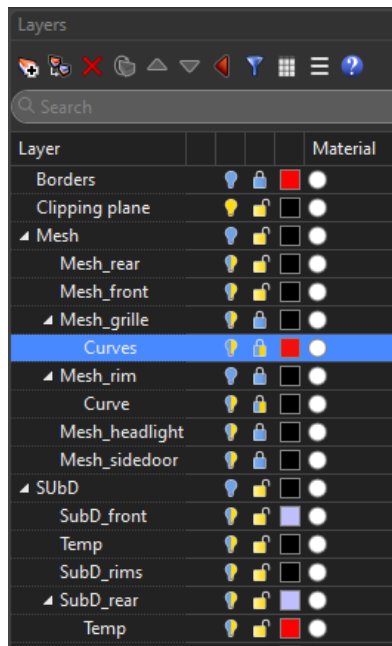 Layers
Search
Layer Material
Borders
Clipping plane
Mesh
Mesh_rear
Mesh_front
Mesh_grille
Curves
Mesh_rim
Curve
Mesh_headlight
Mesh_sidedoor
SUbD
SubD_front
Temp
SubD_rims
SubD_rear
Temp